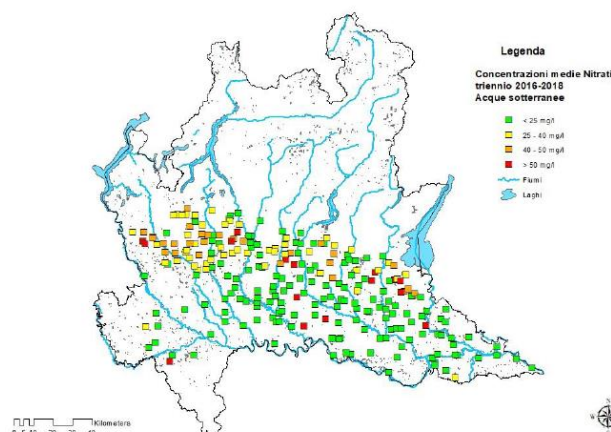 Legenda
Concentrazioni medie Nitrati
triennio 2016-2018
Acque sotterranee
< 25 mg/l
25 - 40 mg/l
40 - 50 mg/l
> 50 mg/l
Fiumi
Laghi
Kilometers